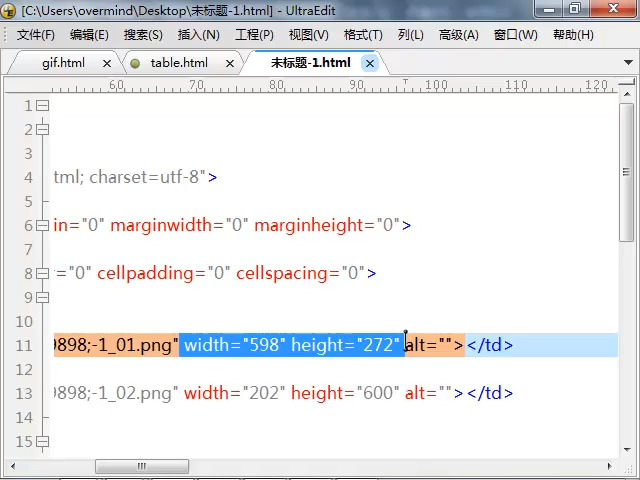 [C:\Users\overmind\Desktop\未标题-1.html] - UltraEdit
文件(F) 编辑(E) 搜索(S) 插入(N) 工程(P) 视图(V) 格式(T) 列(L) 高级(A) 窗口(W) 帮助(H)
gif.html table.html 未标题-1.html
60 70 80 90 100 110 120
1
2
3
4 tml; charset=utf-8">
5
6 in="0" marginwidth="0" marginheight="0">
7
8 ="0" cellpadding="0" cellspacing="0">
9
10
11 9898;-1_01.png" width="598" height="272" alt=""></td>
12
13 9898;-1_02.png" width="202" height="600" alt=""></td>
14
15